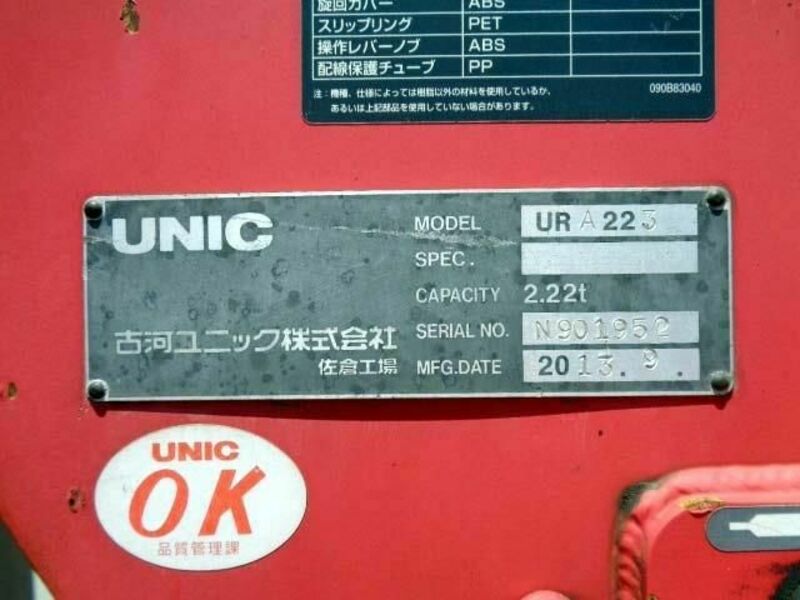 旋回カバー ABS
スリップリング PET
操作レバーノブ ABS
配線保護チューブ PP
注：機種、仕様によっては樹脂以外の材料を使用しているか、
あるいは上記部品を使用していない場合があります。
090B83040
UNIC
古河ユニック株式会社
佐倉工場
MODEL UR A 22 3
SPEC.
CAPACITY 2.22t
SERIAL NO. N901952
MFG.DATE 2013. 9.
UNIC
OK
品質管理課